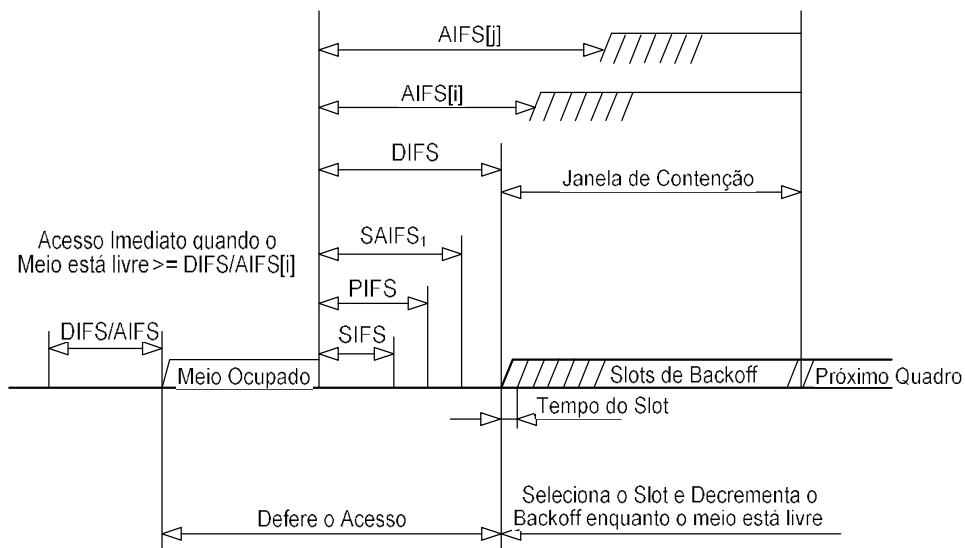 AIFS[j]
AIFS[i]
DIFS
Janela de Contenção
Acesso Imediato quando o
Meio está livre >= DIFS/AIFS[i]
SAIFS₁
PIFS
DIFS/AIFS
SIFS
Meio Ocupado
Slots de Backoff
Próximo Quadro
Tempo do Slot
Defere o Acesso
Seleciona o Slot e Decrementa o
Backoff enquanto o meio está livre